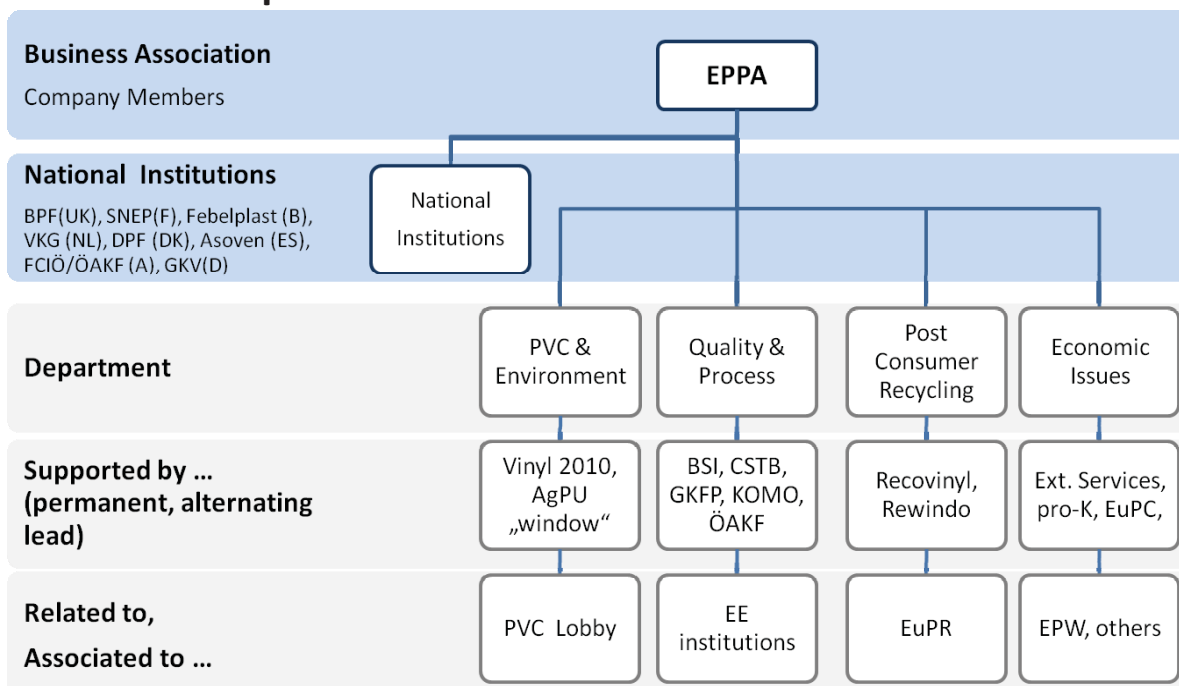 Business Association
Company Members
EPPA
National Institutions
BPF(UK), SNEP(F), Febelplast (B),
VKG (NL), DPF (DK), Asoven (ES),
FCIÖ/ÖAKF (A), GKV(D)
National
Institutions
Department
PVC &
Environment
Quality &
Process
Post
Consumer
Recycling
Economic
Issues
Supported by ...
(permanent, alternating
lead)
Vinyl 2010,
AgPU
„window“
BSI, CSTB,
GKFP, KOMO,
ÖAKF
Recovinyl,
Rewindo
Ext. Services,
pro-K, EuPC,
Related to,
Associated to ...
PVC Lobby
EE
institutions
EuPR
EPW, others